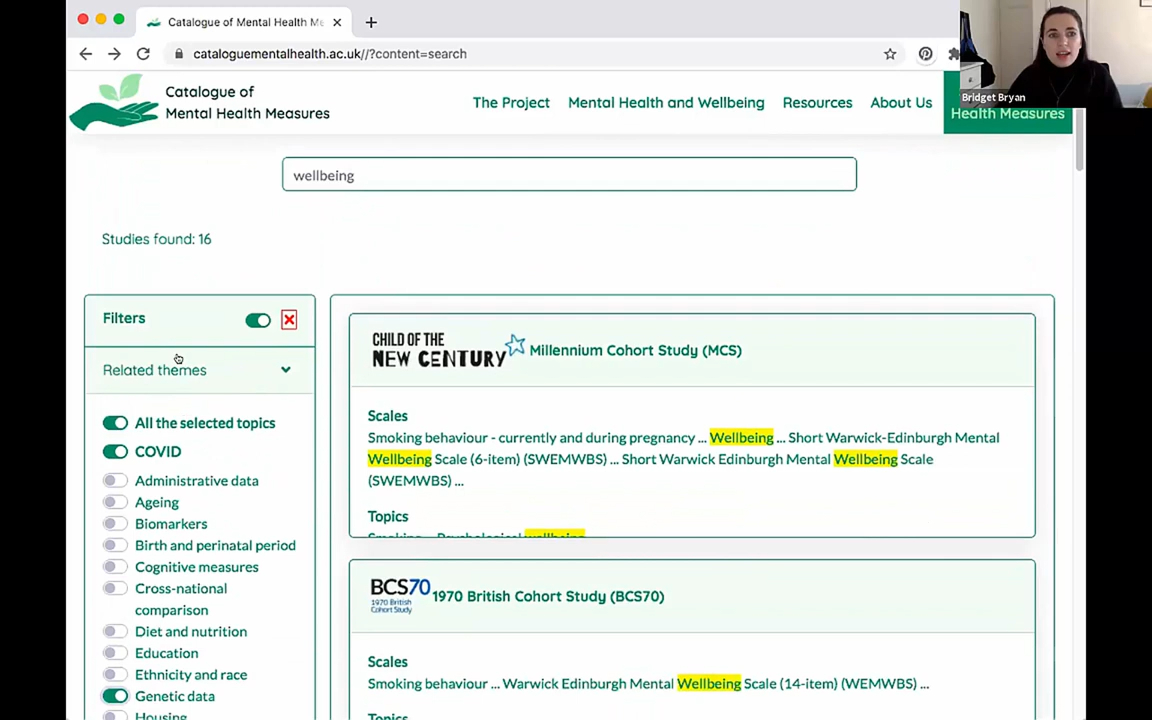 Catalogue of Mental Health Me
cataloguementalhealth.ac.uk//?content=search
Bridget Bryan
Catalogue of
Mental Health Measures
The Project
Mental Health and Wellbeing
Resources
About Us
Health Measures
wellbeing
Studies found: 16
Filters
Related themes
All the selected topics
COVID
Administrative data
Ageing
Biomarkers
Birth and perinatal period
Cognitive measures
Cross-national
comparison
Diet and nutrition
Education
Ethnicity and race
Genetic data
Housing
CHILD OF THE
NEW CENTURY
Millennium Cohort Study (MCS)
Scales
Smoking behaviour - currently and during pregnancy ... Wellbeing ... Short Warwick-Edinburgh Mental
Wellbeing Scale (6-item) (SWEMWBS) ... Short Warwick Edinburgh Mental Wellbeing Scale
(SWEMWBS) ...
Topics
Smoking ... Psychological wellbeing
BCS70
1970 British
Cohort Study
1970 British Cohort Study (BCS70)
Scales
Smoking behaviour ... Warwick Edinburgh Mental Wellbeing Scale (14-item) (WEMWBS) ...
Topics